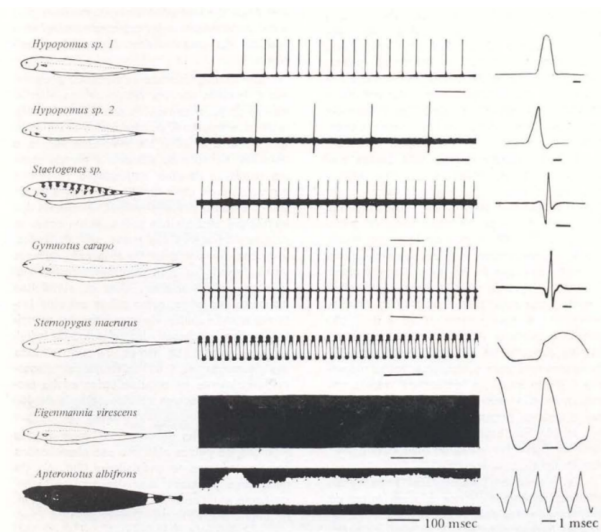 Hypopomus sp. 1
Hypopomus sp. 2
Staetogenes sp.
Gymnotus carapo
Sternopygus macrurus
Eigenmannia virescens
Apteronotus albifrons
100 msec
1 msec